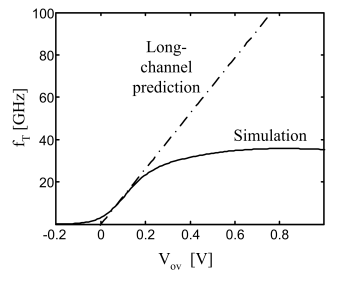 100
80
60
40
20
f_T [GHz]
Long-
channel
prediction
Simulation
-0.2 0 0.2 0.4 0.6 0.8
V_ov [V]